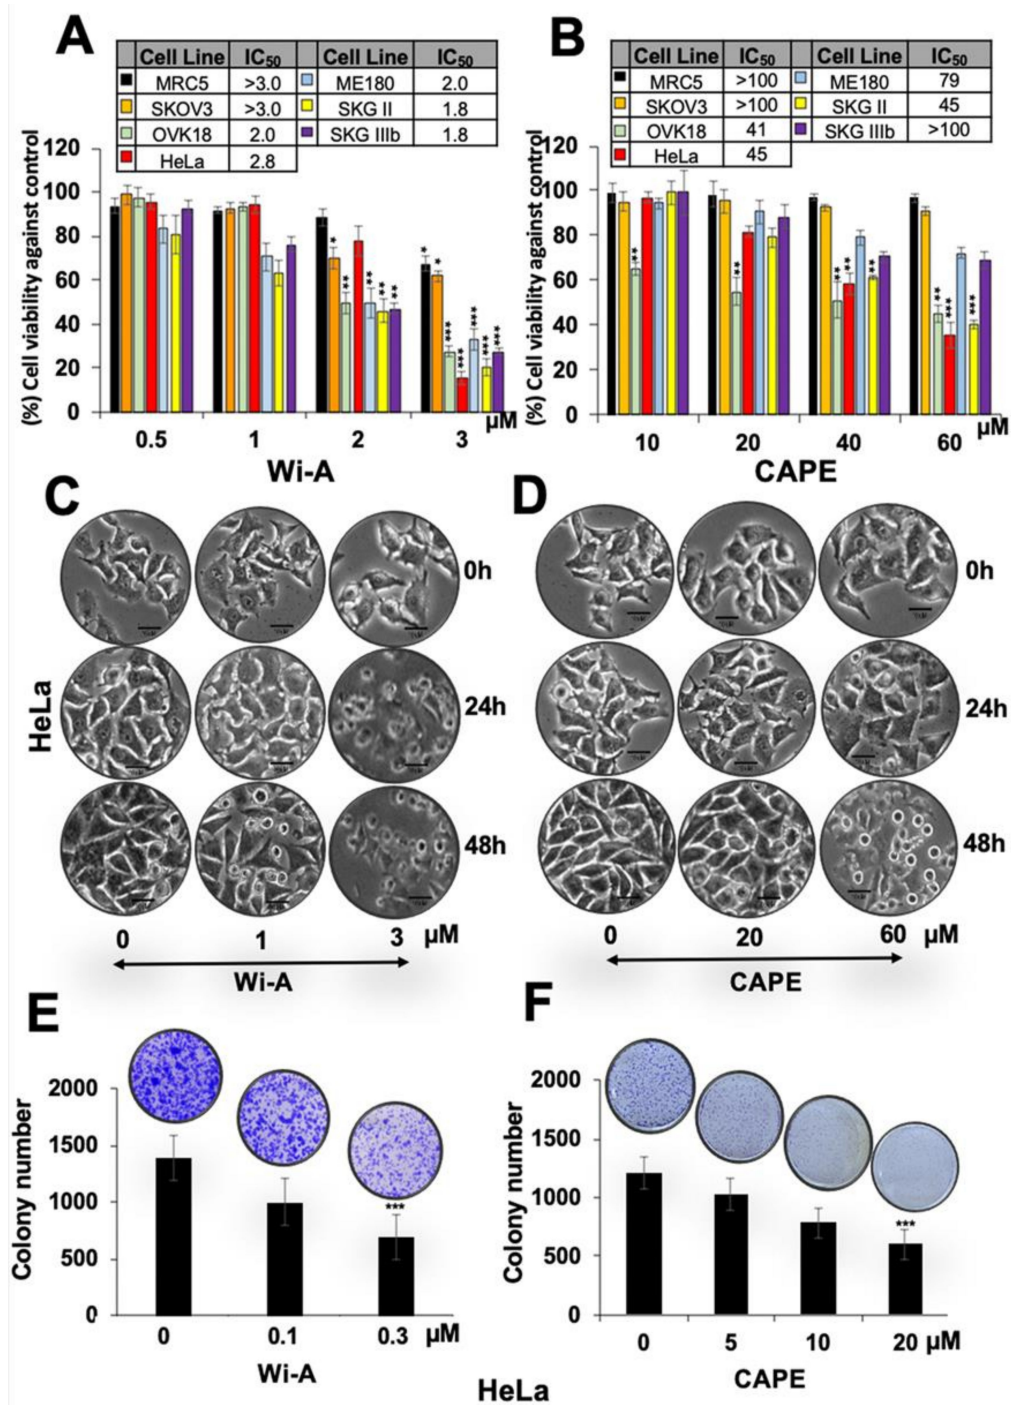 A
Cell Line IC50 Cell Line IC50
MRC5 >3.0 ME180 2.0
SKOV3 >3.0 SKG II 1.8
OVK18 2.0 SKG IIIb 1.8
HeLa 2.8
(%) Cell viability against control
120
100
80
60
40
20
0
* * ** ** ** **
* * *** *** *** *** ***
0.5 1 2 3 µM
Wi-A
B
Cell Line IC50 Cell Line IC50
MRC5 >100 ME180 79
SKOV3 >100 SKG II 45
OVK18 41 SKG IIIb >100
HeLa 45
(%) Cell viability against control
120
100
80
60
40
20
0
** ** ** ** ** ** *** ***
10 20 40 60 µM
CAPE
C
HeLa
0h
24h
48h
0 1 3 µM
Wi-A
D
0h
24h
48h
0 20 60 µM
CAPE
E
Colony number
2000
1500
1000
500
0
***
0 0.1 0.3 µM
Wi-A
F
Colony number
2000
1500
1000
500
0
***
0 5 10 20 µM
CAPE
HeLa